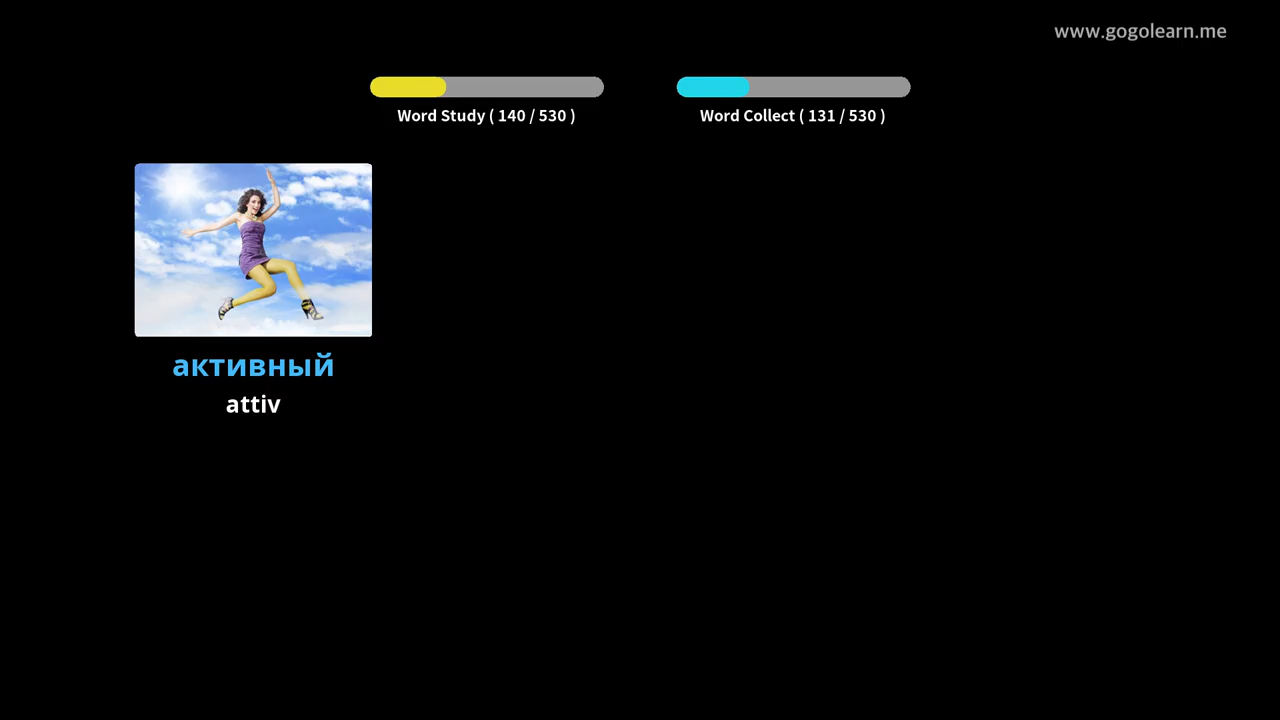 www.gogolearn.me
Word Study ( 140 / 530 )
Word Collect ( 131 / 530 )
активный
attiv